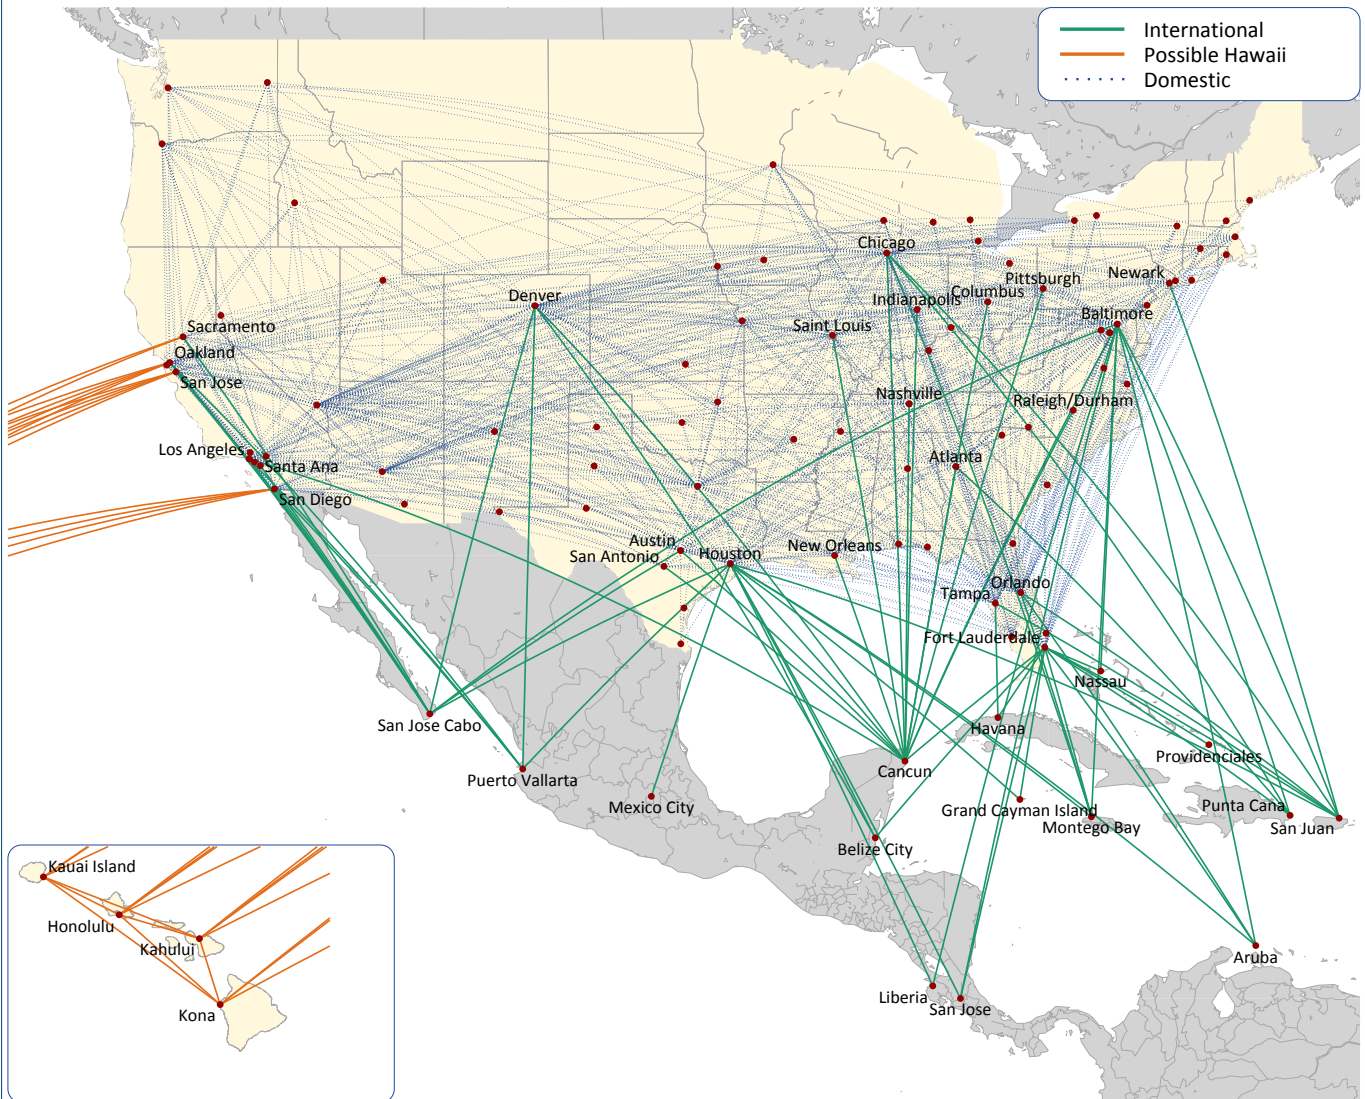 International
Possible Hawaii
Domestic
Chicago
Pittsburgh
Newark
Denver
Indianapolis
Columbus
Baltimore
Sacramento
Saint Louis
Oakland
San Jose
Nashville
Raleigh/Durham
Los Angeles
Santa Ana
Atlanta
San Diego
Austin
San Antonio
Houston
New Orleans
Orlando
Tampa
Fort Lauderdale
Nassau
San Jose Cabo
Havana
Providenciales
Puerto Vallarta
Cancun
Mexico City
Grand Cayman Island
Punta Cana
Montego Bay
San Juan
Belize City
Kauai Island
Honolulu
Kahului
Kona
Aruba
Liberia
San Jose